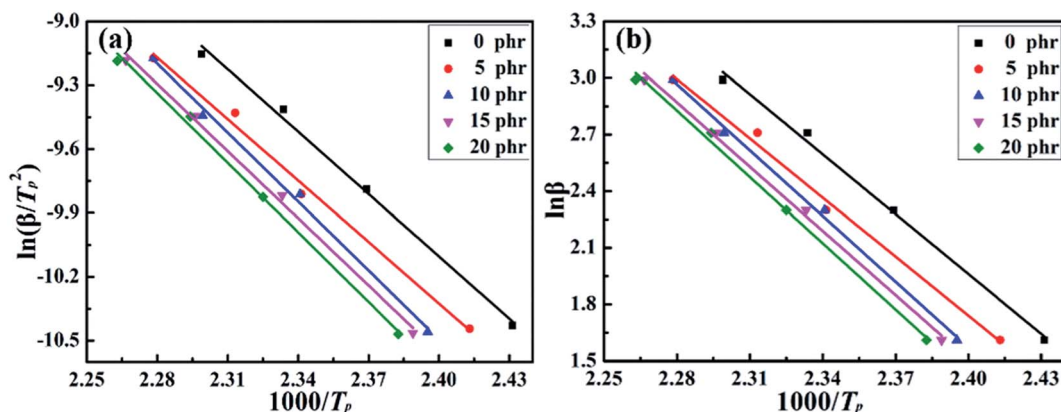 (a)
0 phr
5 phr
10 phr
15 phr
20 phr
-9.0
-9.3
-9.6
-9.9
-10.2
-10.5
ln(β/Tp²)
2.25 2.28 2.31 2.34 2.37 2.40 2.43
1000/Tp
(b)
0 phr
5 phr
10 phr
15 phr
20 phr
3.6
3.3
3.0
2.7
2.4
2.1
1.8
1.5
lnβ
2.25 2.28 2.31 2.34 2.37 2.40 2.43
1000/Tp